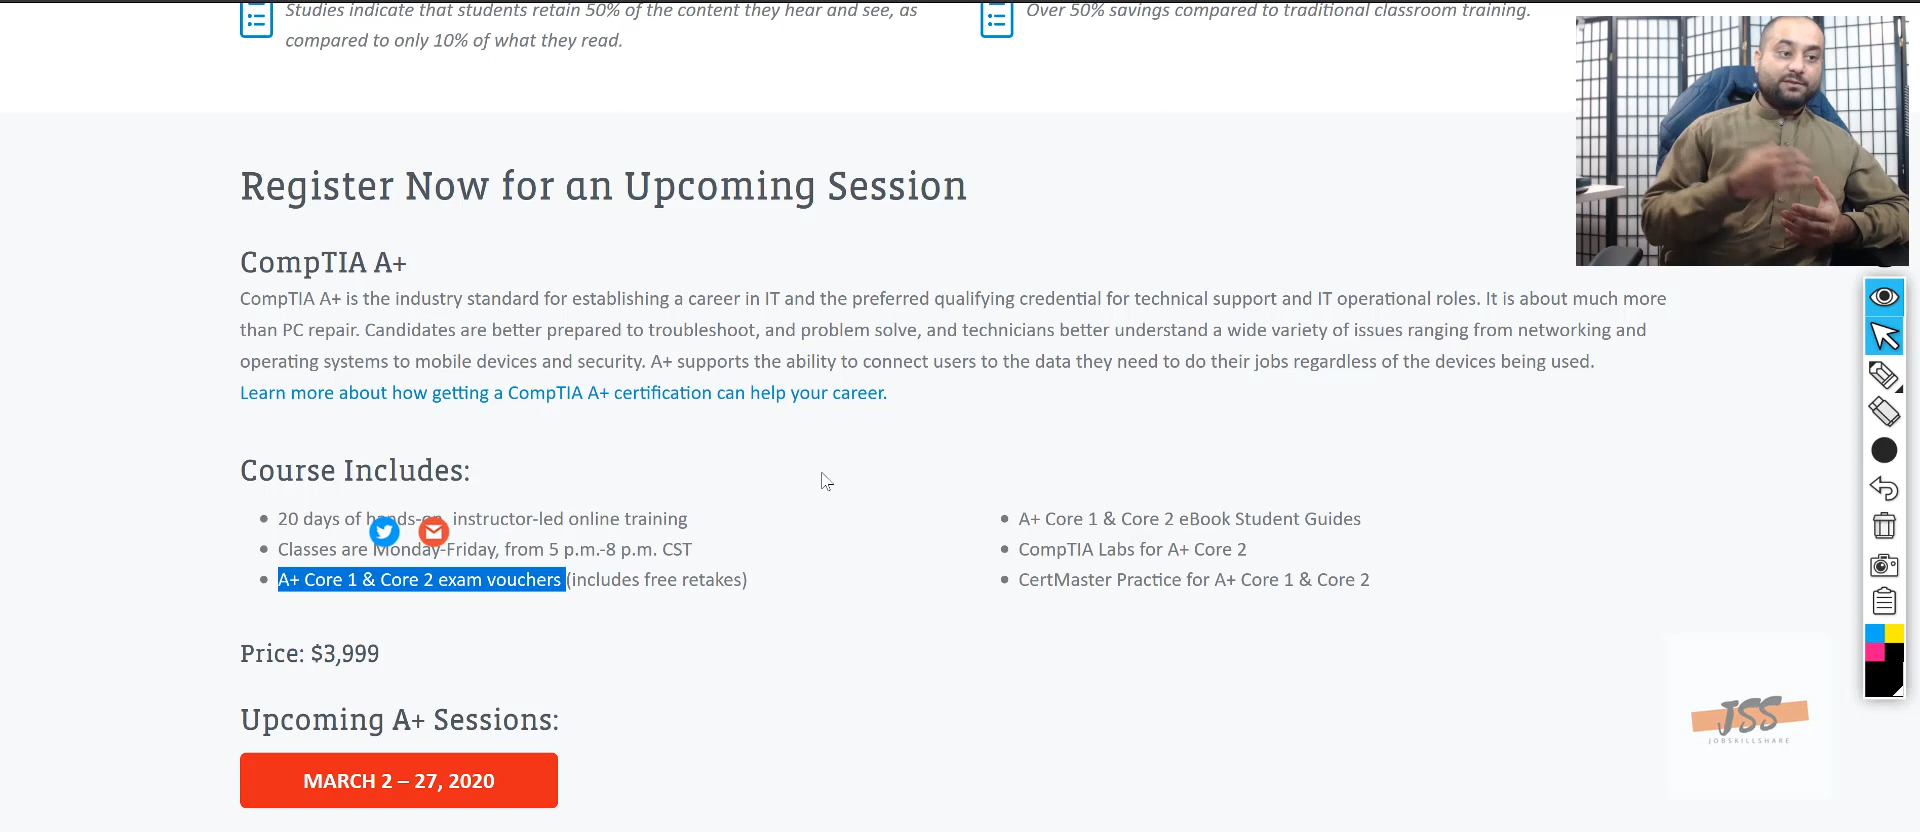 Studies indicate that students retain 50% of the content they hear and see, as
compared to only 10% of what they read.
Over 50% savings compared to traditional classroom training.
Register Now for an Upcoming Session
CompTIA A+
CompTIA A+ is the industry standard for establishing a career in IT and the preferred qualifying credential for technical support and IT operational roles. It is about much more
than PC repair. Candidates are better prepared to troubleshoot, and problem solve, and technicians better understand a wide variety of issues ranging from networking and
operating systems to mobile devices and security. A+ supports the ability to connect users to the data they need to do their jobs regardless of the devices being used.
Learn more about how getting a CompTIA A+ certification can help your career.
Course Includes:
20 days of hands-on, instructor-led online training
Classes are Monday-Friday, from 5 p.m.-8 p.m. CST
A+ Core 1 & Core 2 exam vouchers (includes free retakes)
A+ Core 1 & Core 2 eBook Student Guides
CompTIA Labs for A+ Core 2
CertMaster Practice for A+ Core 1 & Core 2
Price: $3,999
Upcoming A+ Sessions:
MARCH 2 – 27, 2020
JSS
JOBSKILLSHARE